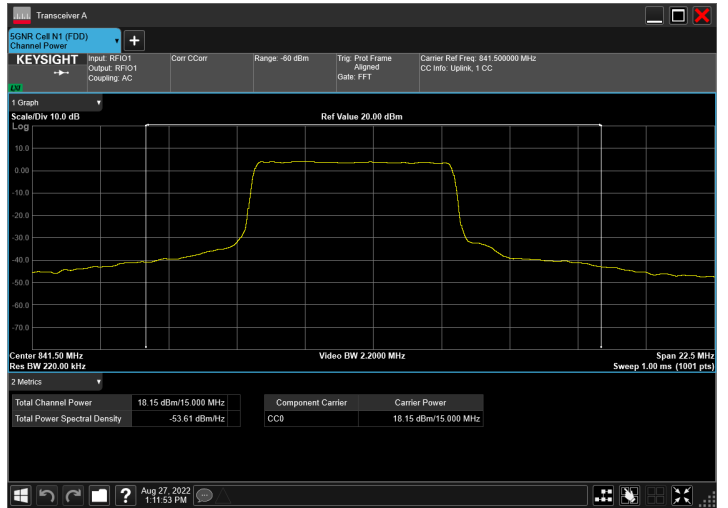 Transceiver A
5GNR Cell N1 (FDD)
Channel Power
KEYSIGHT
LXI
Input: RFIO1
Output: RFIO1
Coupling: AC
Corr CCorr
Range: -60 dBm
Trig: Prot Frame
Aligned
Gate: FFT
Carrier Ref Freq: 841.500000 MHz
CC Info: Uplink, 1 CC
1 Graph
Scale/Div 10.0 dB
Ref Value 20.00 dBm
Log
10.0
0.00
-10.0
-20.0
-30.0
-40.0
-50.0
-60.0
-70.0
Center 841.50 MHz
Video BW 2.2000 MHz
Span 22.5 MHz
Res BW 220.00 kHz
Sweep 1.00 ms (1001 pts)
2 Metrics
Total Channel Power 18.15 dBm/15.000 MHz
Total Power Spectral Density -53.61 dBm/Hz
Component Carrier Carrier Power
CC0 18.15 dBm/15.000 MHz
Aug 27, 2022
1:11:53 PM